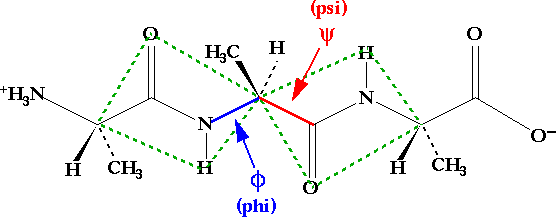 (psi)
ψ
O
H₃C
H
H
O
⁺H₃N
N
N
O⁻
H
CH₃
H
O
H
CH₃
ϕ
(phi)